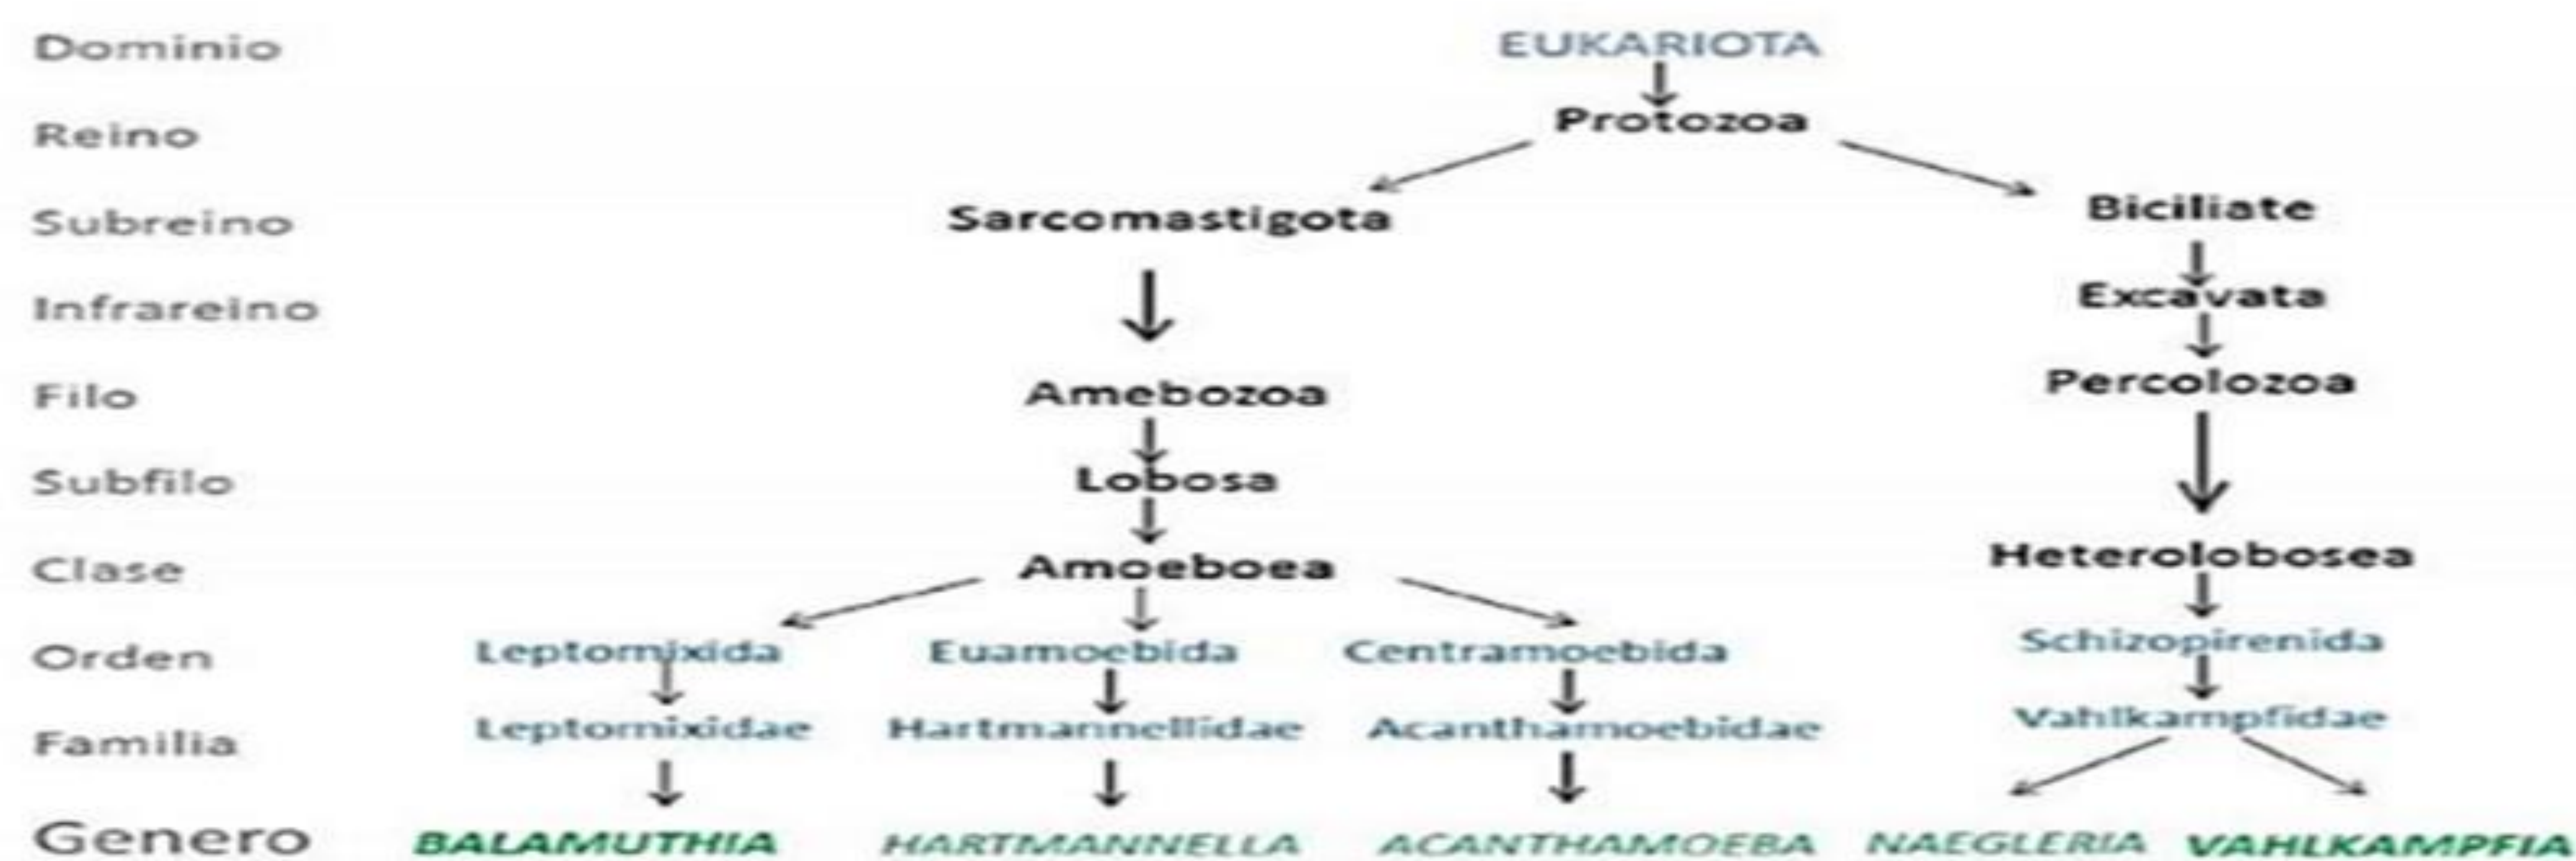 Dominio EUKARIOTA
Reino Protozoa
Subreino Sarcomastigota Biciliate
Infrareino Excavata
Filo Amebozoa Percolozoa
Subfilo Lobosa
Clase Amoeboea Heterolobosea
Orden Leptomixida Euamoebida Centramoebida Schizopirenida
Familia Leptomixidae Hartmannellidae Acanthamoebidae Vahlkampfidae
Genero BALAMUTHIA HARTMANNELLA ACANTHAMOEBA NAEGLERIA VAHLKAMPFIA